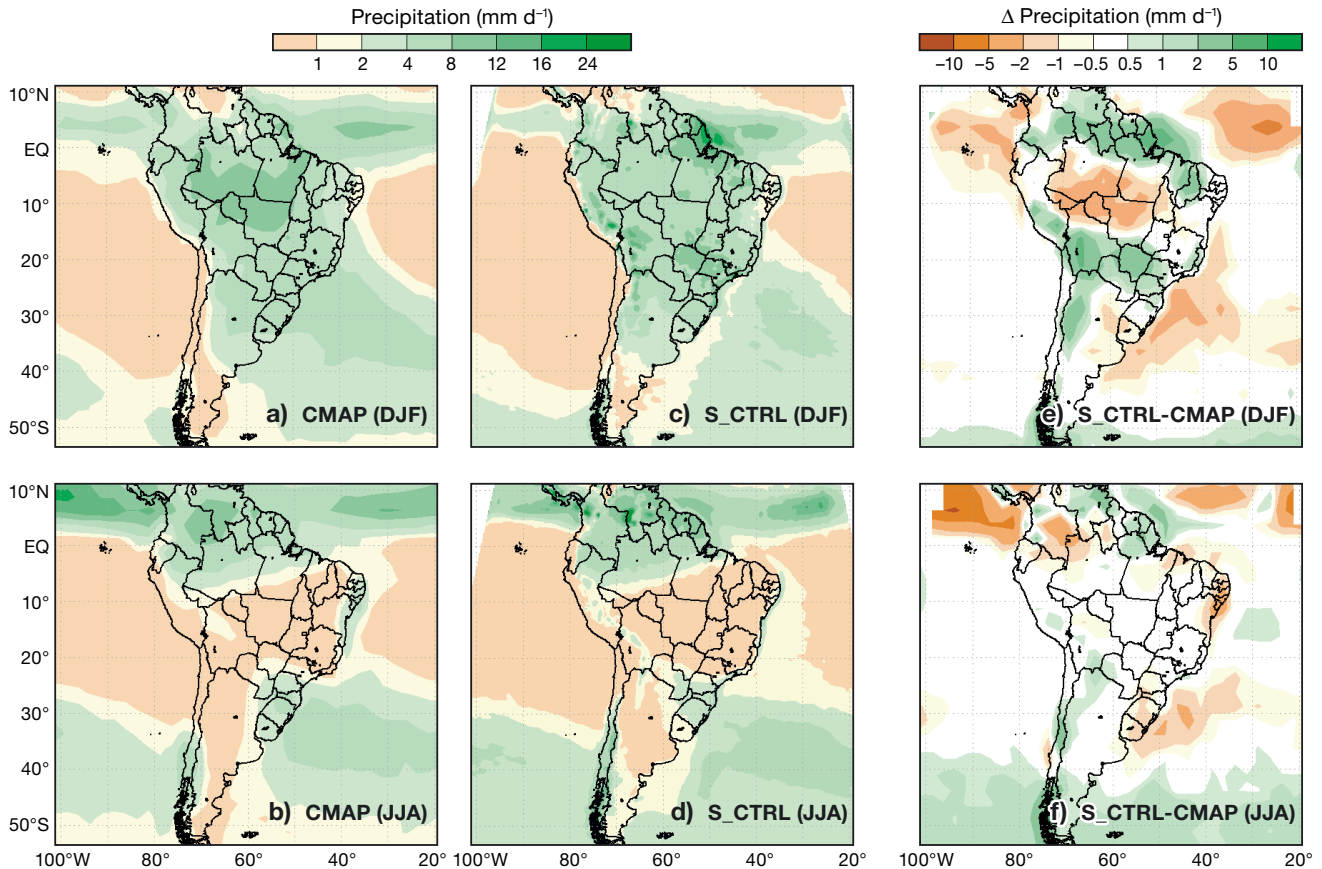 Precipitation (mm d⁻¹)
1 2 4 8 12 16 24
Δ Precipitation (mm d⁻¹)
−10 −5 −2 −1 −0.5 0.5 1 2 5 10
10°N
EQ
10°
20°
30°
40°
50°S
a) CMAP (DJF)
c) S_CTRL (DJF)
e) S_CTRL-CMAP (DJF)
10°N
EQ
10°
20°
30°
40°
50°S
b) CMAP (JJA)
d) S_CTRL (JJA)
f) S_CTRL-CMAP (JJA)
100°W 80° 60° 40° 20°
80° 60° 40° 20°
100°W 80° 60° 40° 20°